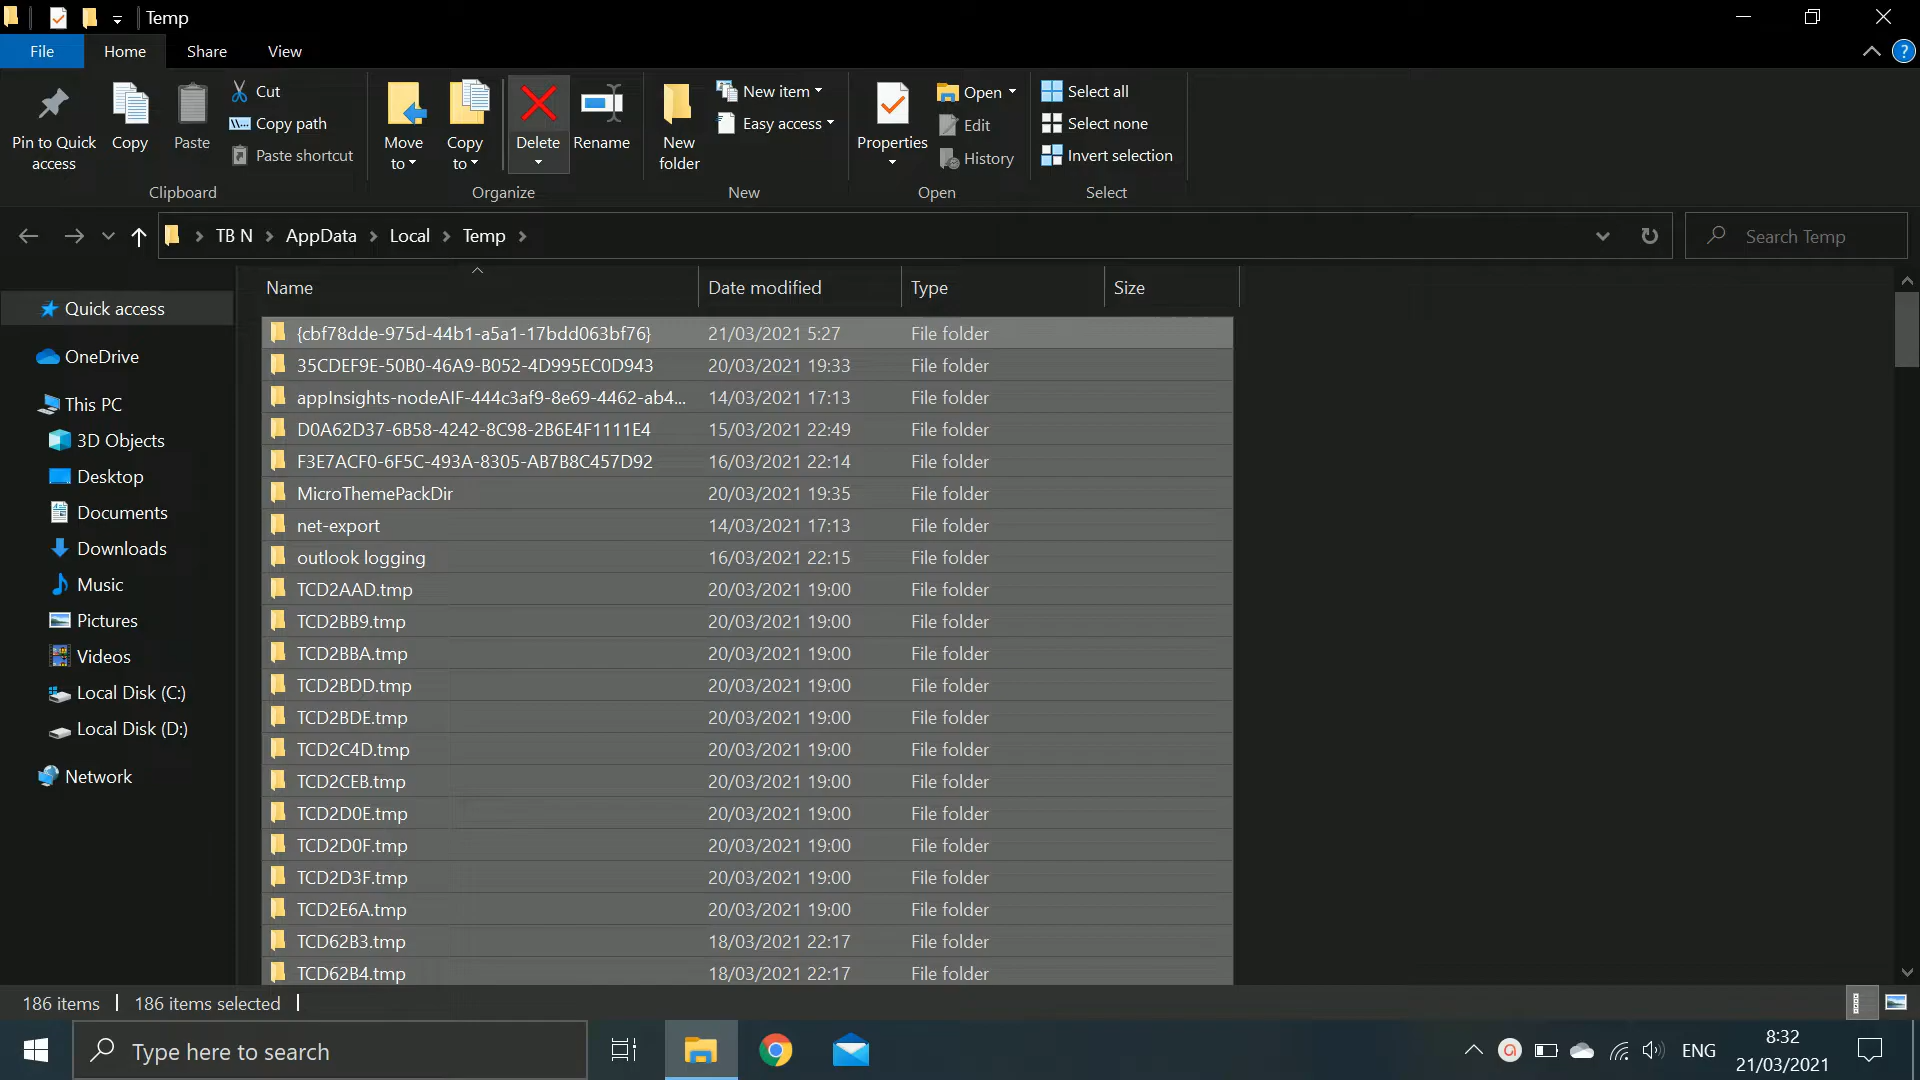 Temp
File Home Share View
Pin to Quick access
Copy
Paste
Cut
Copy path
Paste shortcut
Clipboard
Move to
Copy to
Delete
Rename
Organize
New folder
New item
Easy access
New
Properties
Open
Edit
History
Open
Select all
Select none
Invert selection
Select
TB N > AppData > Local > Temp >
Search Temp
Quick access
OneDrive
This PC
3D Objects
Desktop
Documents
Downloads
Music
Pictures
Videos
Local Disk (C:)
Local Disk (D:)
Network
Name Date modified Type Size
{cbf78dde-975d-44b1-a5a1-17bdd063bf76} 21/03/2021 5:27 File folder
35CDEF9E-50B0-46A9-B052-4D995EC0D943 20/03/2021 19:33 File folder
appInsights-nodeAIF-444c3af9-8e69-4462-ab4... 14/03/2021 17:13 File folder
D0A62D37-6B58-4242-8C98-2B6E4F1111E4 15/03/2021 22:49 File folder
F3E7ACF0-6F5C-493A-8305-AB7B8C457D92 16/03/2021 22:14 File folder
MicroThemePackDir 20/03/2021 19:35 File folder
net-export 14/03/2021 17:13 File folder
outlook logging 16/03/2021 22:15 File folder
TCD2AAD.tmp 20/03/2021 19:00 File folder
TCD2BB9.tmp 20/03/2021 19:00 File folder
TCD2BBA.tmp 20/03/2021 19:00 File folder
TCD2BDD.tmp 20/03/2021 19:00 File folder
TCD2BDE.tmp 20/03/2021 19:00 File folder
TCD2C4D.tmp 20/03/2021 19:00 File folder
TCD2CEB.tmp 20/03/2021 19:00 File folder
TCD2D0E.tmp 20/03/2021 19:00 File folder
TCD2D0F.tmp 20/03/2021 19:00 File folder
TCD2D3F.tmp 20/03/2021 19:00 File folder
TCD2E6A.tmp 20/03/2021 19:00 File folder
TCD62B3.tmp 18/03/2021 22:17 File folder
TCD62B4.tmp 18/03/2021 22:17 File folder
186 items 186 items selected
Type here to search
ENG
8:32
21/03/2021